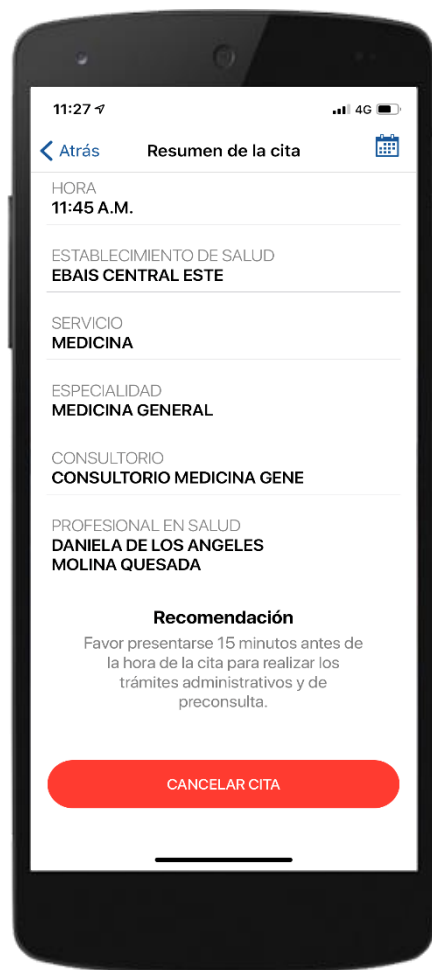 11:27
4G
Atrás
Resumen de la cita
HORA
11:45 A.M.
ESTABLECIMIENTO DE SALUD
EBAIS CENTRAL ESTE
SERVICIO
MEDICINA
ESPECIALIDAD
MEDICINA GENERAL
CONSULTORIO
CONSULTORIO MEDICINA GENE
PROFESIONAL EN SALUD
DANIELA DE LOS ANGELES
MOLINA QUESADA
Recomendación
Favor presentarse 15 minutos antes de
la hora de la cita para realizar los
trámites administrativos y de
preconsulta.
CANCELAR CITA